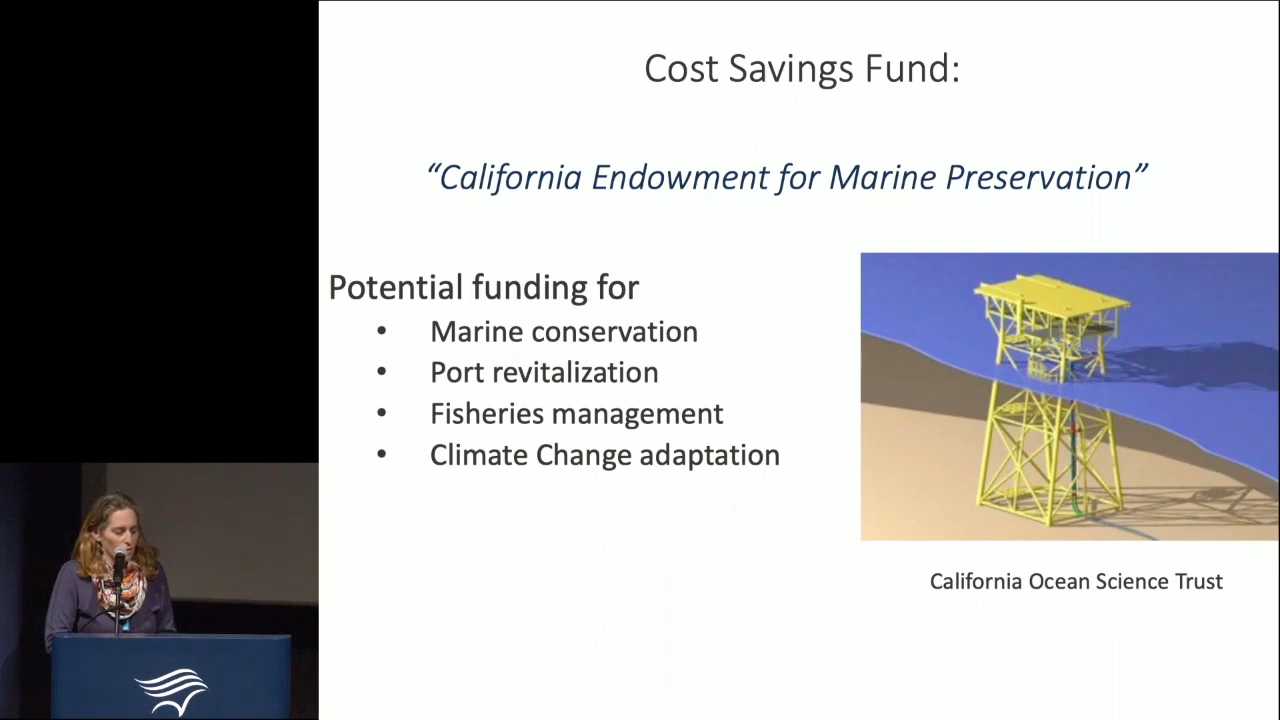 Cost Savings Fund:
“California Endowment for Marine Preservation”
Potential funding for
• Marine conservation
• Port revitalization
• Fisheries management
• Climate Change adaptation
California Ocean Science Trust